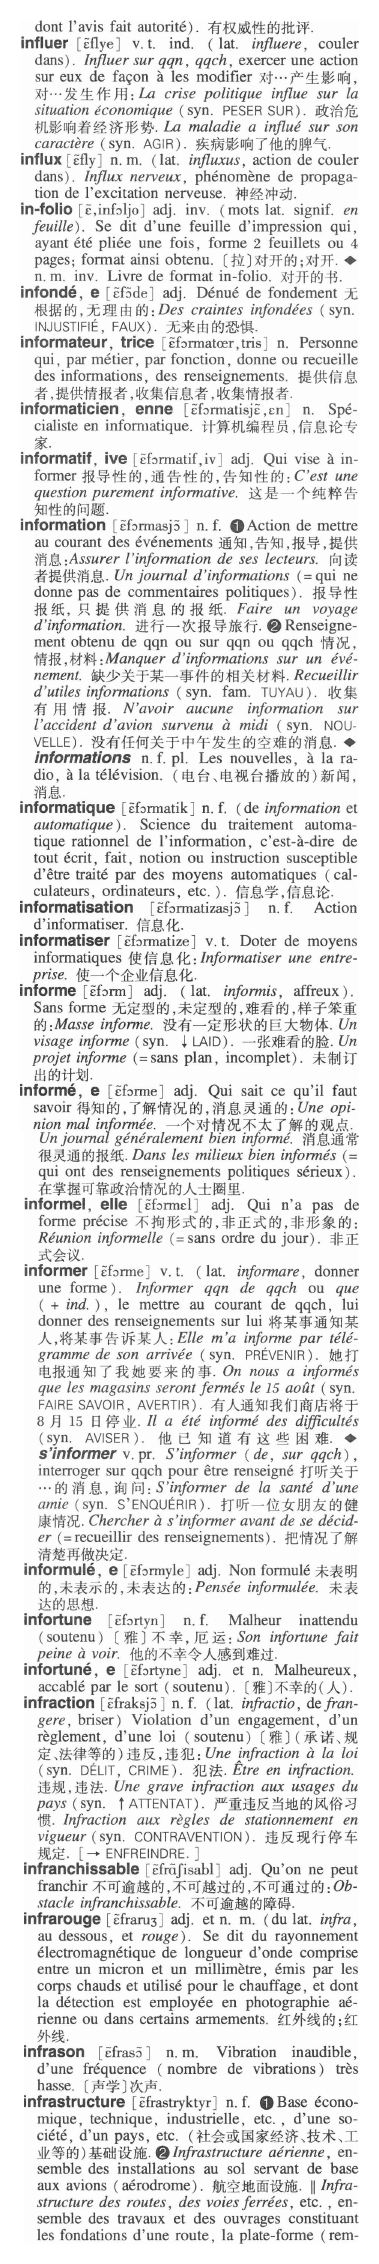 dont l'avis fait autorité). 有权威性的批评.
influer [ɛ̃flye] v. t. ind. ( lat. influere, couler
dans). Influer sur qqn, qqch, exercer une action
sur eux de façon à les modifier 对…产生影响,
对…发生作用: La crise politique influe sur la
situation économique (syn. PESER SUR). 政治危
机影响着经济形势. La maladie a influé sur son
caractère (syn. AGIR). 疾病影响了他的脾气.
influx [ɛ̃fly] n. m. (lat. influxus, action de couler
dans). Influx nerveux, phénomène de propaga-
tion de l'excitation nerveuse. 神经冲动.
in-folio [ɛ̃,infɔljo] adj. inv. (mots lat. signif. en
feuille). Se dit d'une feuille d'impression qui,
ayant été pliée une fois, forme 2 feuillets ou 4
pages; format ainsi obtenu. 〔拉〕对开的;对开. ◆
n. m. inv. Livre de format in-folio. 对开的书.
infondé, e [ɛ̃fɔ̃de] adj. Dénué de fondement 无
根据的,无理由的: Des craintes infondées ( syn.
INJUSTIFIÉ, FAUX). 无来由的恐惧.
informateur, trice [ɛ̃fɔrmatœr,tris] n. Personne
qui, par métier, par fonction, donne ou recueille
des informations, des renseignements. 提供信息
者,提供情报者,收集信息者,收集情报者.
informaticien, enne [ɛ̃fɔrmatisjɛ̃,ɛn] n. Spé-
cialiste en informatique. 计算机编程员,信息论专
家.
informatif, ive [ɛ̃fɔrmatif,iv] adj. Qui vise à in-
former 报导性的,通告性的,告知性的: C'est une
question purement informative. 这是一个纯粹告
知性的问题.
information [ɛ̃fɔrmasjɔ̃] n. f. ❶ Action de mettre
au courant des événements 通知,告知,报导,提供
消息: Assurer l'information de ses lecteurs. 向读
者提供消息. Un journal d'informations (= qui ne
donne pas de commentaires politiques). 报导性
报纸,只提供消息的报纸. Faire un voyage
d'information. 进行一次报导旅行. ❷ Renseigne-
ment obtenu de qqn ou sur qqn ou qqch 情况,
情报,材料: Manquer d'informations sur un évé-
nement. 缺少关于某一事件的相关材料. Recueillir
d'utiles informations (syn. fam. TUYAU). 收集
有用情报. N'avoir aucune information sur
l'accident d'avion survenu à midi ( syn. NOU-
VELLE). 没有任何关于中午发生的空难的消息. ◆
informations n. f. pl. Les nouvelles, à la ra-
dio, à la télévision. (电台、电视台播放的)新闻,
消息.
informatique [ɛ̃fɔrmatik] n. f. (de information et
automatique). Science du traitement automa-
tique rationnel de l'information, c'est-à-dire de
tout écrit, fait, notion ou instruction susceptible
d'être traité par des moyens automatiques (cal-
culateurs, ordinateurs, etc. ). 信息学,信息论.
informatisation [ɛ̃fɔrmatizasjɔ̃] n. f. Action
d'informatiser. 信息化.
informatiser [ɛ̃fɔrmatize] v. t. Doter de moyens
informatiques 使信息化: Informatiser une entre-
prise. 使一个企业信息化.
informe [ɛ̃fɔrm] adj. ( lat. informis, affreux).
Sans forme 无定型的,未定型的,难看的,样子笨重
的: Masse informe. 没有一定形状的巨大物体. Un
visage informe (syn. ↓LAID). 一张难看的脸. Un
projet informe (= sans plan, incomplet). 未制订
出的计划.
informé, e [ɛ̃fɔrme] adj. Qui sait ce qu'il faut
savoir 得知的,了解情况的,消息灵通的: Une opi-
nion mal informée. 一个对情况不太了解的观点.
Un journal généralement bien informé. 消息通常
很灵通的报纸. Dans les milieux bien informés (=
qui ont des renseignements politiques sérieux).
在掌握可靠政治情况的人士圈里.
informel, elle [ɛ̃fɔrmɛl] adj. Qui n'a pas de
forme précise 不拘形式的,非正式的,非形象的:
Réunion informelle (= sans ordre du jour). 非正
式会议.
informer [ɛ̃fɔrme] v. t. ( lat. informare, donner
une forme). Informer qqn de qqch ou que
( + ind. ), le mettre au courant de qqch, lui
donner des renseignements sur lui 将某事通知某
人,将某事告诉某人: Elle m'a informe par télé-
gramme de son arrivée (syn. PRÉVENIR). 她打
电报通知了我她要来的事. On nous a informés
que les magasins seront fermés le 15 août (syn.
FAIRE SAVOIR, AVERTIR). 有人通知我们商店将于
8 月 15 日停业. Il a été informé des difficultés
(syn. AVISER). 他已知道有这些困难. ◆
s'informer v. pr. S'informer (de, sur qqch),
interroger sur qqch pour être renseigné 打听关于
…的消息,询问: S'informer de la santé d'une
amie (syn. S'ENQUÉRIR). 打听一位女朋友的健
康情况. Chercher à s'informer avant de se décid-
er (= recueillir des renseignements). 把情况了解
清楚再做决定.
informulé, e [ɛ̃fɔrmyle] adj. Non formulé 未表明
的,未表示的,未表达的: Pensée informulée. 未表
达的思想.
infortune [ɛ̃fɔrtyn] n. f. Malheur inattendu
(soutenu) 〔雅〕不幸,厄运: Son infortune fait
peine à voir. 他的不幸令人感到难过.
infortuné, e [ɛ̃fɔrtyne] adj. et n. Malheureux,
accablé par le sort (soutenu). 〔雅〕不幸的(人).
infraction [ɛ̃fraksjɔ̃] n. f. (lat. infractio, de fran-
gere, briser) Violation d'un engagement, d'un
règlement, d'une loi (soutenu) 〔雅〕(承诺、规
定、法律等的)违反,违犯: Une infraction à la loi
(syn. DÉLIT, CRIME). 犯法. Être en infraction.
违规,违法. Une grave infraction aux usages du
pays (syn. ↑ATTENTAT). 严重违反当地的风俗习
惯. Infraction aux règles de stationnement en
vigueur (syn. CONTRAVENTION). 违反现行停车
规定. [→ ENFREINDRE. ]
infranchissable [ɛ̃frɑ̃ʃisabl] adj. Qu'on ne peut
franchir 不可逾越的,不可越过的,不可通过的: Ob-
stacle infranchissable. 不可逾越的障碍.
infrarouge [ɛ̃fraruʒ] adj. et n. m. (du lat. infra,
au dessous, et rouge). Se dit du rayonnement
électromagnétique de longueur d'onde comprise
entre un micron et un millimètre, émis par les
corps chauds et utilisé pour le chauffage, et dont
la détection est employée en photographie aé-
rienne ou dans certains armements. 红外线的;红
外线.
infrason [ɛ̃frasɔ̃] n. m. Vibration inaudible,
d'une fréquence ( nombre de vibrations) très
hasse. 〔声学〕次声.
infrastructure [ɛ̃frastryktyr] n. f. ❶ Base écono-
mique, technique, industrielle, etc. , d'une so-
ciété, d'un pays, etc. (社会或国家经济、技术、工
业等的)基础设施. ❷ Infrastructure aérienne, en-
semble des installations au sol servant de base
aux avions (aérodrome). 航空地面设施. ‖ Infra-
structure des routes, des voies ferrées, etc. , en-
semble des travaux et des ouvrages constituant
les fondations d'une route, la plate-forme (rem-